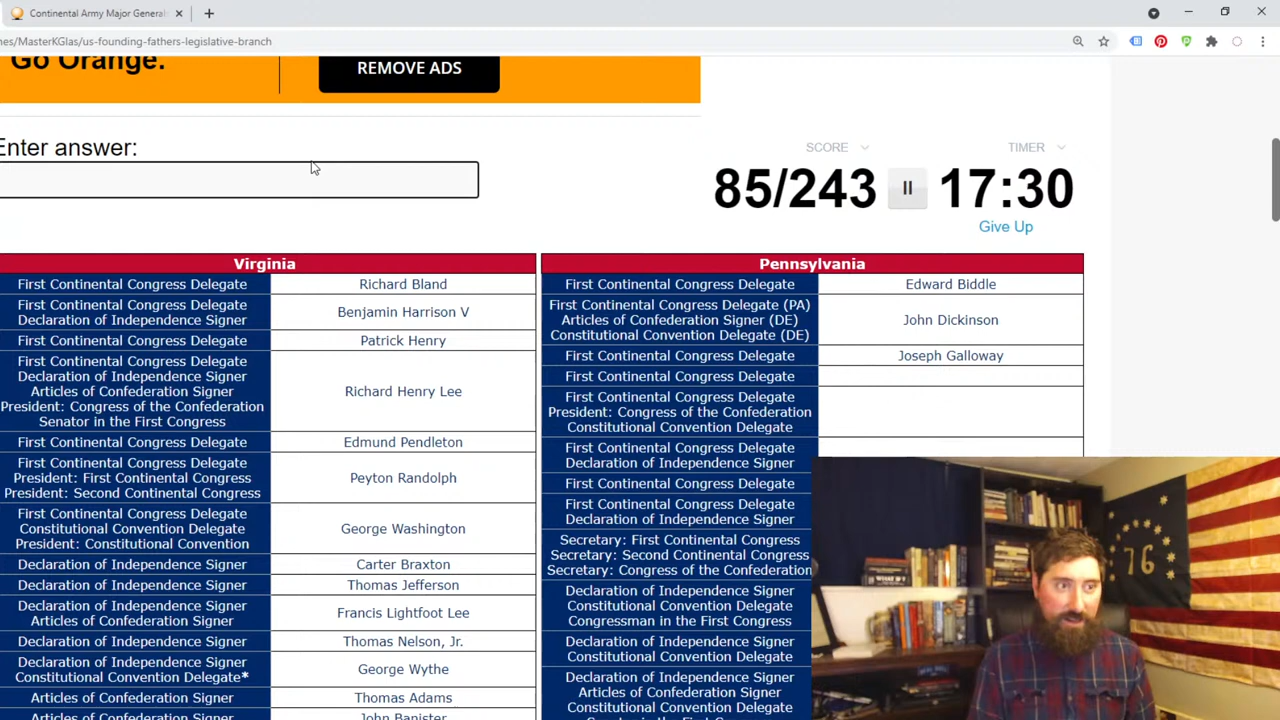 Continental Army Major General
nes/MasterKGlas/us-founding-fathers-legislative-branch
Go Orange.
REMOVE ADS
Enter answer:
SCORE
TIMER
85/243
17:30
Give Up
Virginia
First Continental Congress Delegate
Richard Bland
First Continental Congress Delegate
Declaration of Independence Signer
Benjamin Harrison V
First Continental Congress Delegate
Patrick Henry
First Continental Congress Delegate
Declaration of Independence Signer
Articles of Confederation Signer
President: Congress of the Confederation
Senator in the First Congress
Richard Henry Lee
First Continental Congress Delegate
Edmund Pendleton
First Continental Congress Delegate
President: First Continental Congress
President: Second Continental Congress
Peyton Randolph
First Continental Congress Delegate
Constitutional Convention Delegate
President: Constitutional Convention
George Washington
Declaration of Independence Signer
Carter Braxton
Declaration of Independence Signer
Thomas Jefferson
Declaration of Independence Signer
Articles of Confederation Signer
Francis Lightfoot Lee
Declaration of Independence Signer
Thomas Nelson, Jr.
Declaration of Independence Signer
Constitutional Convention Delegate*
George Wythe
Articles of Confederation Signer
Thomas Adams
Articles of Confederation Signer
John Banister
Pennsylvania
First Continental Congress Delegate
Edward Biddle
First Continental Congress Delegate (PA)
Articles of Confederation Signer (DE)
Constitutional Convention Delegate (DE)
John Dickinson
First Continental Congress Delegate
Joseph Galloway
First Continental Congress Delegate
First Continental Congress Delegate
President: Congress of the Confederation
Constitutional Convention Delegate
First Continental Congress Delegate
Declaration of Independence Signer
First Continental Congress Delegate
First Continental Congress Delegate
Declaration of Independence Signer
Secretary: First Continental Congress
Secretary: Second Continental Congress
Secretary: Congress of the Confederation
Declaration of Independence Signer
Constitutional Convention Delegate
Congressman in the First Congress
Declaration of Independence Signer
Constitutional Convention Delegate
Declaration of Independence Signer
Articles of Confederation Signer
Constitutional Convention Delegate
WHAT IF
76